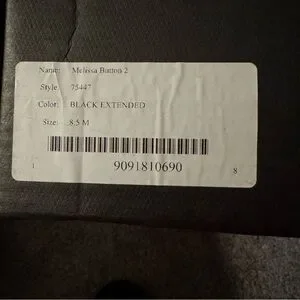 Name: Melissa Button 2
Style: 75447
Color: BLACK EXTENDED
Size: 8.5 M
9091810690
1 8